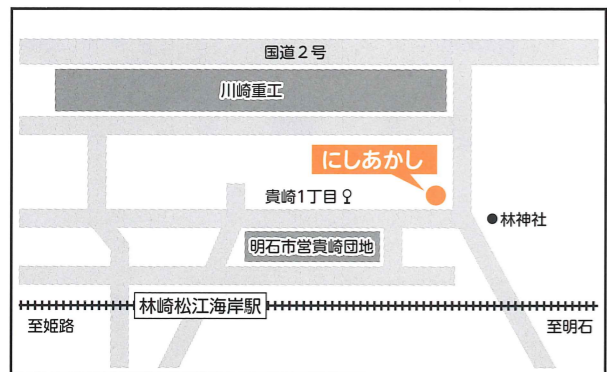 国道2号
川崎重工
にしあかし
貴崎1丁目
林神社
明石市営貴崎団地
林崎松江海岸駅
至姫路
至明石